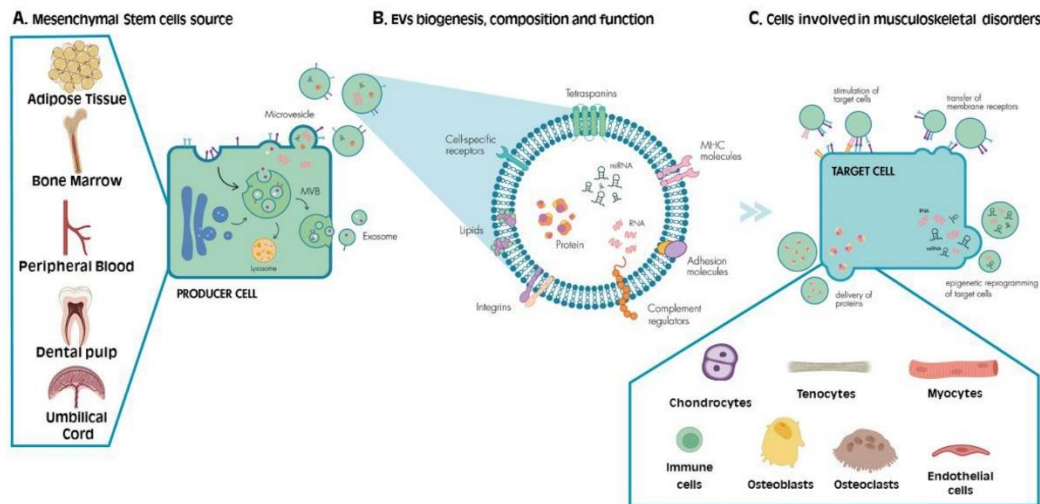 A. Mesenchymal Stem cells source
Adipose Tissue
Bone Marrow
Peripheral Blood
Dental pulp
Umbilical
Cord
Microvesicle
MVB
Exosome
Lysosome
PRODUCER CELL
B. EVs biogenesis, composition and function
Tetraspanins
Cell-specific
receptors
MHC
molecules
miRNA
RNA
Lipids
Protein
Adhesion
molecules
Integrins
Complement
regulators
C. Cells involved in musculoskeletal disorders
stimulation of
target cells
transfer of
membrane receptors
TARGET CELL
RNA
miRNA
delivery of
proteins
epigenetic reprogramming
of target cells
Chondrocytes
Tenocytes
Myocytes
Immune
cells
Osteoblasts
Osteoclasts
Endothelial
cells